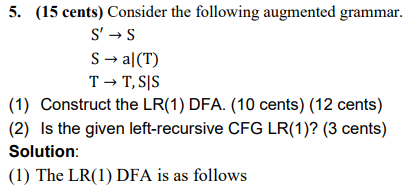 5. (15 cents) Consider the following augmented grammar.
S′ → S
S → a|(T)
T → T, S|S
(1) Construct the LR(1) DFA. (10 cents) (12 cents)
(2) Is the given left-recursive CFG LR(1)? (3 cents)
Solution:
(1) The LR(1) DFA is as follows